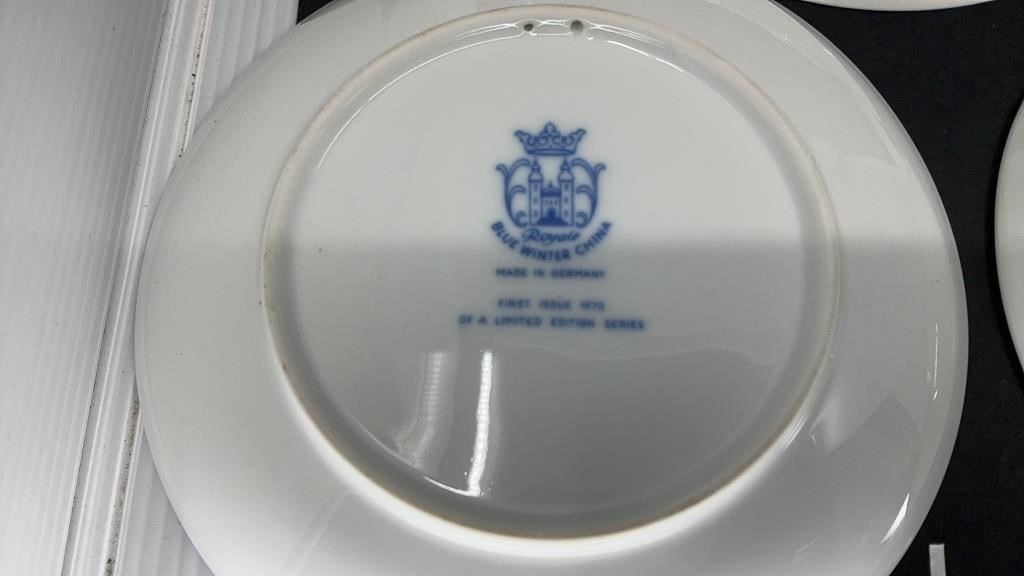 Royale
BLUE WINTER CHINA
MADE IN GERMANY
FIRST ISSUE 1970
OF A LIMITED EDITION SERIES